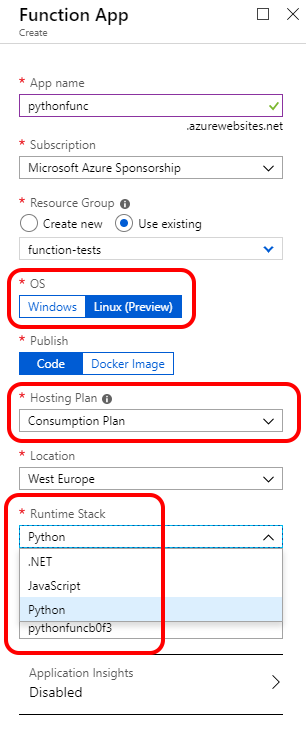 Function App
Create
* App name
pythonfunc
.azurewebsites.net
* Subscription
Microsoft Azure Sponsorship
* Resource Group
Create new Use existing
function-tests
* OS
Windows Linux (Preview)
* Publish
Code Docker Image
* Hosting Plan
Consumption Plan
* Location
West Europe
* Runtime Stack
Python
.NET
JavaScript
Python
pythonfuncb0f3
Application Insights
Disabled